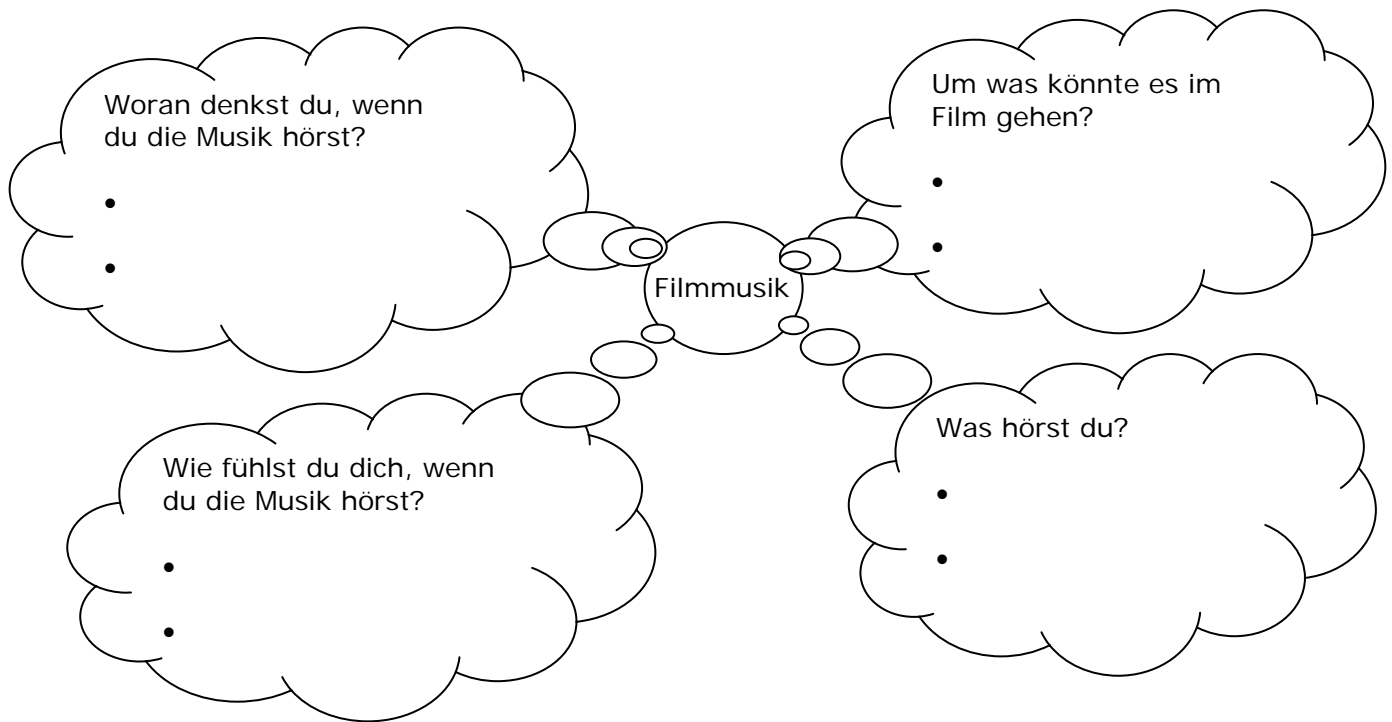 Woran denkst du, wenn
du die Musik hörst?
•
•
Um was könnte es im
Film gehen?
•
•
Filmmusik
Wie fühlst du dich, wenn
du die Musik hörst?
•
•
Was hörst du?
•
•